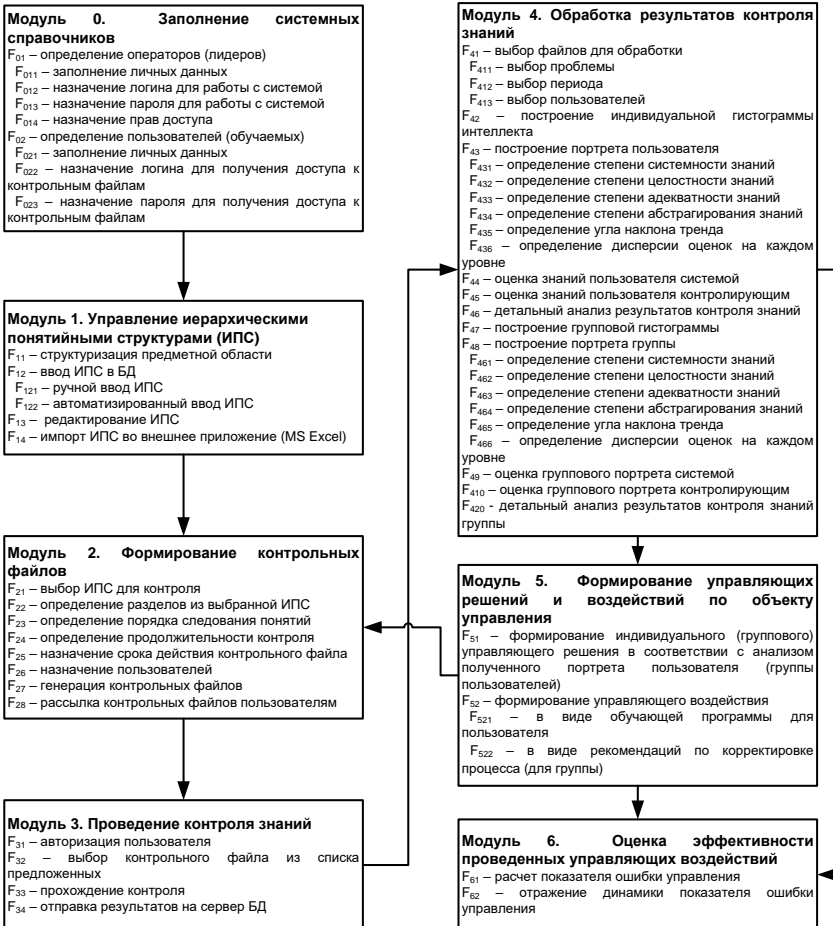 Модуль 0. Заполнение системных
справочников
F01 – определение операторов (лидеров)
F011 – заполнение личных данных
F012 – назначение логина для работы с системой
F013 – назначение пароля для работы с системой
F014 – назначение прав доступа
F02 – определение пользователей (обучаемых)
F021 – заполнение личных данных
F022 – назначение логина для получения доступа к
контрольным файлам
F023 – назначение пароля для получения доступа к
контрольным файлам
Модуль 1. Управление иерархическими
понятийными структурами (ИПС)
F11 – структуризация предметной области
F12 – ввод ИПС в БД
F121 – ручной ввод ИПС
F122 – автоматизированный ввод ИПС
F13 – редактирование ИПС
F14 – импорт ИПС во внешнее приложение (MS Excel)
Модуль 2. Формирование контрольных
файлов
F21 – выбор ИПС для контроля
F22 – определение разделов из выбранной ИПС
F23 – определение порядка следования понятий
F24 – определение продолжительности контроля
F25 – назначение срока действия контрольного файла
F26 – назначение пользователей
F27 – генерация контрольных файлов
F28 – рассылка контрольных файлов пользователям
Модуль 3. Проведение контроля знаний
F31 – авторизация пользователя
F32 – выбор контрольного файла из списка
предложенных
F33 – прохождение контроля
F34 – отправка результатов на сервер БД
Модуль 4. Обработка результатов контроля
знаний
F41 – выбор файлов для обработки
F411 – выбор проблемы
F412 – выбор периода
F413 – выбор пользователей
F42 – построение индивидуальной гистограммы
интеллекта
F43 – построение портрета пользователя
F431 – определение степени системности знаний
F432 – определение степени целостности знаний
F433 – определение степени адекватности знаний
F434 – определение степени абстрагирования знаний
F435 – определение угла наклона тренда
F436 – определение дисперсии оценок на каждом
уровне
F44 – оценка знаний пользователя системой
F45 – оценка знаний пользователя контролирующим
F46 – детальный анализ результатов контроля знаний
F47 – построение групповой гистограммы
F48 – построение портрета группы
F461 – определение степени системности знаний
F462 – определение степени целостности знаний
F463 – определение степени адекватности знаний
F464 – определение степени абстрагирования знаний
F465 – определение угла наклона тренда
F466 – определение дисперсии оценок на каждом
уровне
F49 – оценка группового портрета системой
F410 – оценка группового портрета контролирующим
F420 - детальный анализ результатов контроля знаний
группы
Модуль 5. Формирование управляющих
решений и воздействий по объекту
управления
F51 – формирование индивидуального (группового)
управляющего решения в соответствии с анализом
полученного портрета пользователя (группы
пользователей)
F52 – формирование управляющего воздействия
F521 – в виде обучающей программы для
пользователя
F522 – в виде рекомендаций по корректировке
процесса (для группы)
Модуль 6. Оценка эффективности
проведенных управляющих воздействий
F61 – расчет показателя ошибки управления
F62 – отражение динамики показателя ошибки
управления